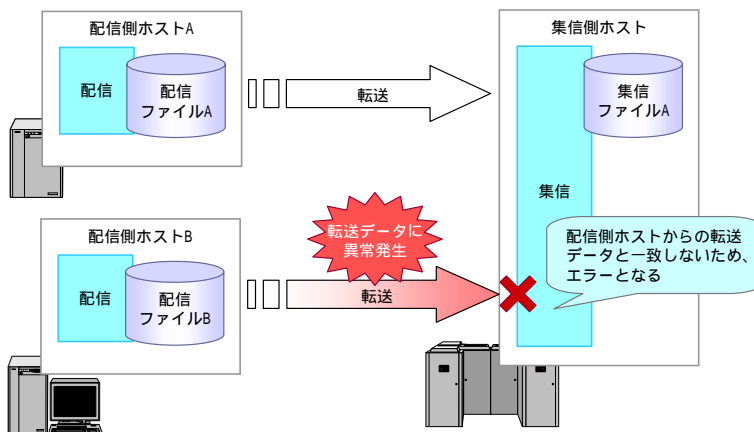 配信側ホストA
配信
配信
ファイルA
転送
集信側ホスト
集信
ファイルA
集信
配信側ホストB
配信
配信
ファイルB
転送データに
異常発生
転送
配信側ホストからの転送
データと一致しないため、
エラーとなる